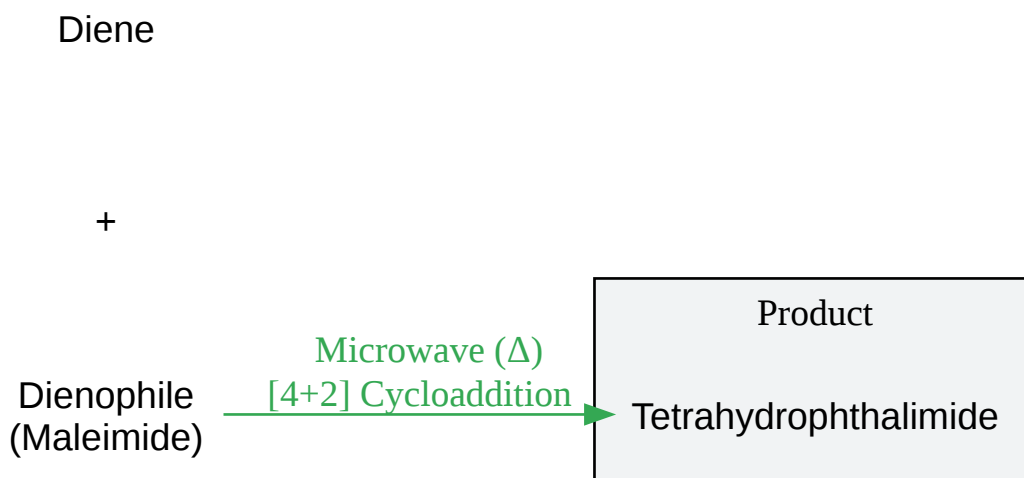 Diene
+
Product
Microwave (Δ)
[4+2] Cycloaddition
Dienophile
(Maleimide)
Tetrahydrophthalimide